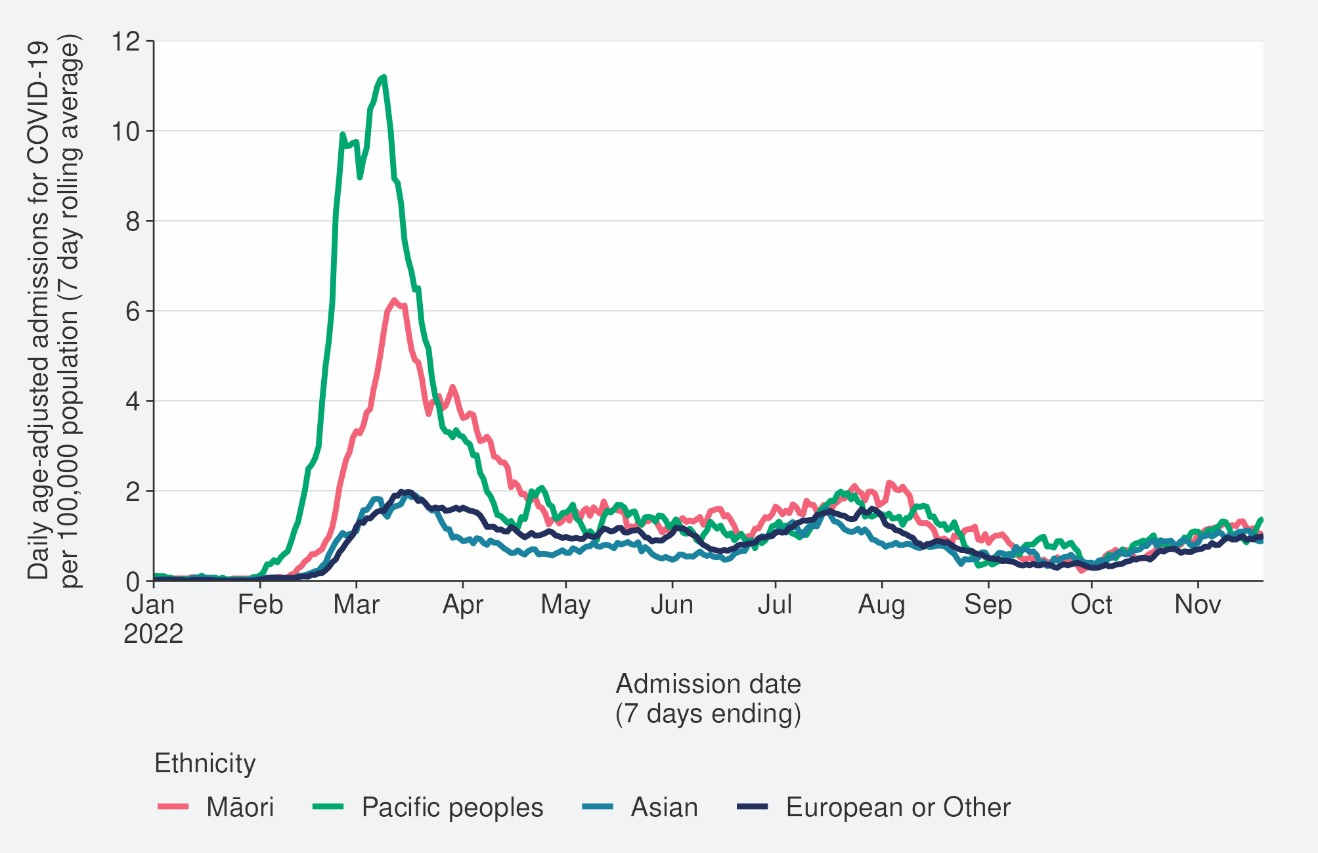 Daily age-adjusted admissions for COVID-19
per 100,000 population (7 day rolling average)
12
10
8
6
4
2
0
Jan Feb Mar Apr May Jun Jul Aug Sep Oct Nov
2022
Admission date
(7 days ending)
Ethnicity
Māori Pacific peoples Asian European or Other